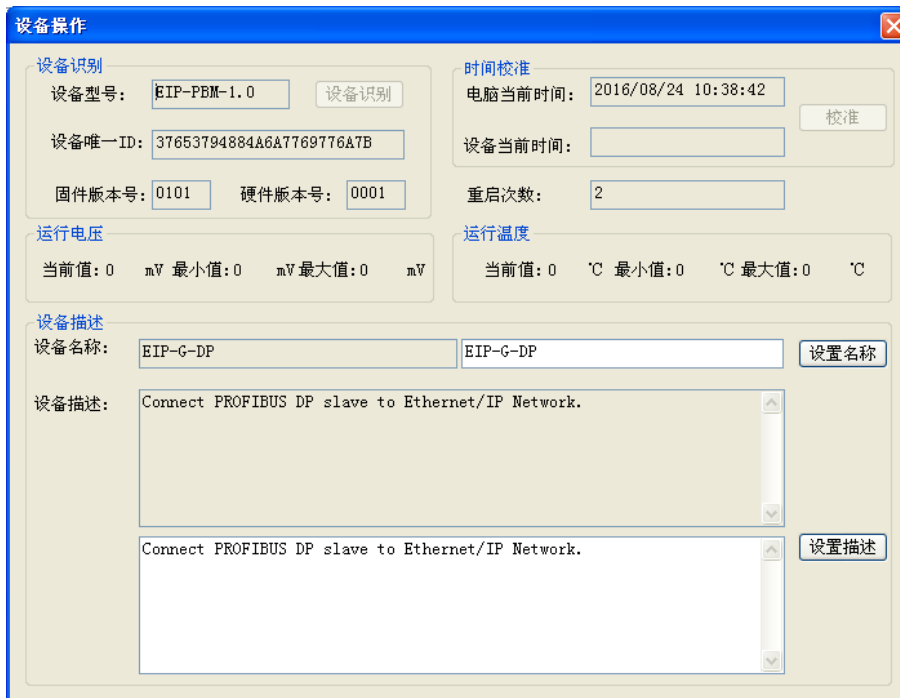 设备操作
设备识别
设备型号: EIP-PBM-1.0 设备识别
设备唯一ID: 37653794884A6A7769776A7B
固件版本号: 0101 硬件版本号: 0001
时间校准
电脑当前时间: 2016/08/24 10:38:42
校准
设备当前时间:
重启次数: 2
运行电压
当前值: 0 mV 最小值: 0 mV 最大值: 0 mV
运行温度
当前值: 0 ℃ 最小值: 0 ℃ 最大值: 0 ℃
设备描述
设备名称: EIP-G-DP EIP-G-DP 设置名称
设备描述: Connect PROFIBUS DP slave to Ethernet/IP Network.
Connect PROFIBUS DP slave to Ethernet/IP Network. 设置描述